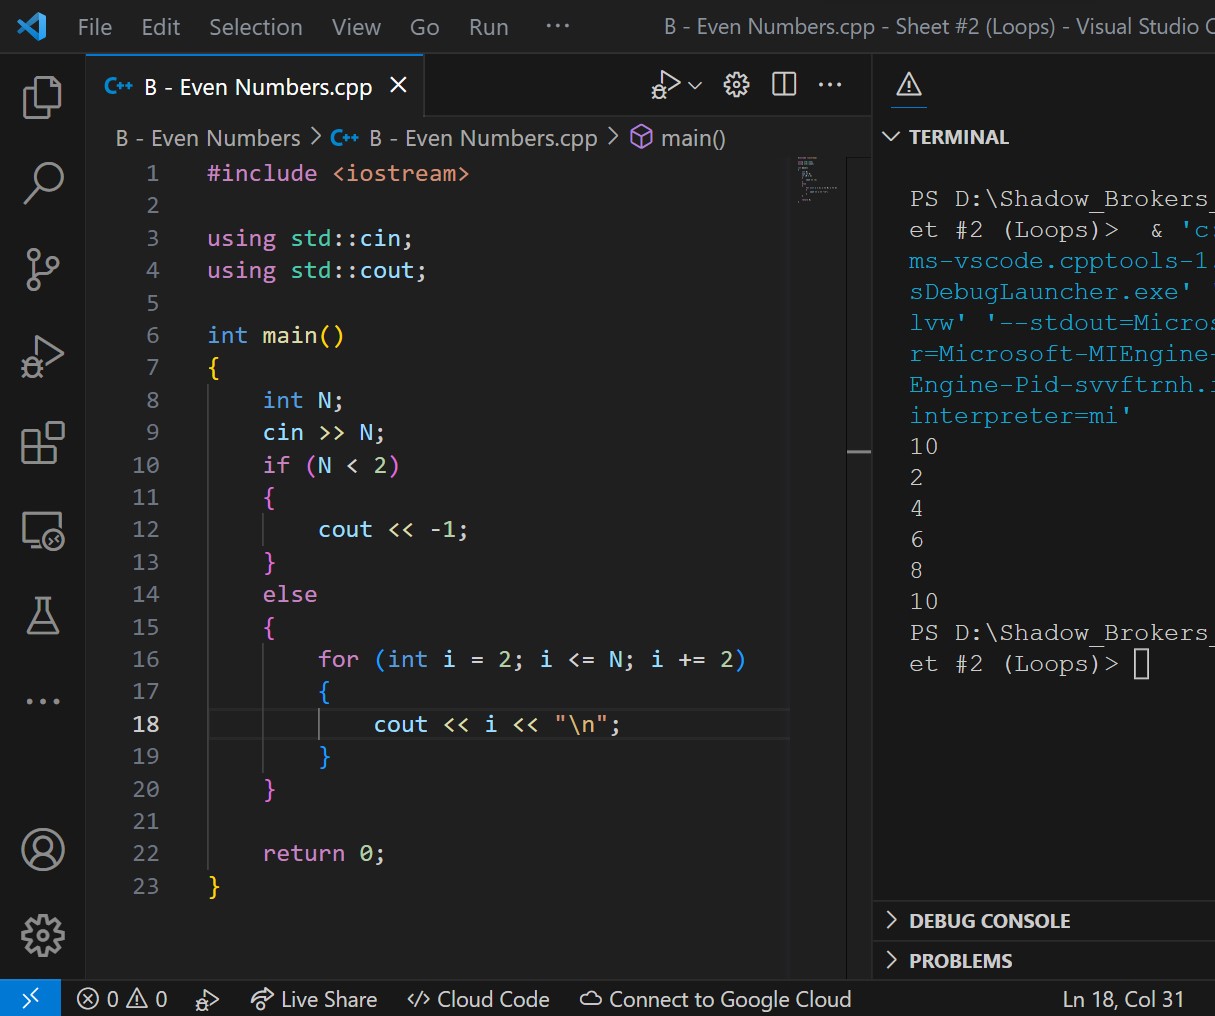 File Edit Selection View Go Run ··· B - Even Numbers.cpp - Sheet #2 (Loops) - Visual Studio C
C++ B - Even Numbers.cpp
B - Even Numbers > C++ B - Even Numbers.cpp > main()
1 #include <iostream>
2
3 using std::cin;
4 using std::cout;
5
6 int main()
7 {
8     int N;
9     cin >> N;
10     if (N < 2)
11     {
12         cout << -1;
13     }
14     else
15     {
16         for (int i = 2; i <= N; i += 2)
17         {
18             cout << i << "\n";
19         }
20     }
21
22     return 0;
23 }
TERMINAL
PS D:\Shadow_Brokers_
et #2 (Loops)>  & 'c:
ms-vscode.cpptools-1.
sDebugLauncher.exe' '
lvw' '--stdout=Micros
r=Microsoft-MIEngine-
Engine-Pid-svvftrnh.
interpreter=mi'
10
2
4
6
8
10
PS D:\Shadow_Brokers_
et #2 (Loops)>
DEBUG CONSOLE
PROBLEMS
0 0 Live Share </> Cloud Code Connect to Google Cloud Ln 18, Col 31